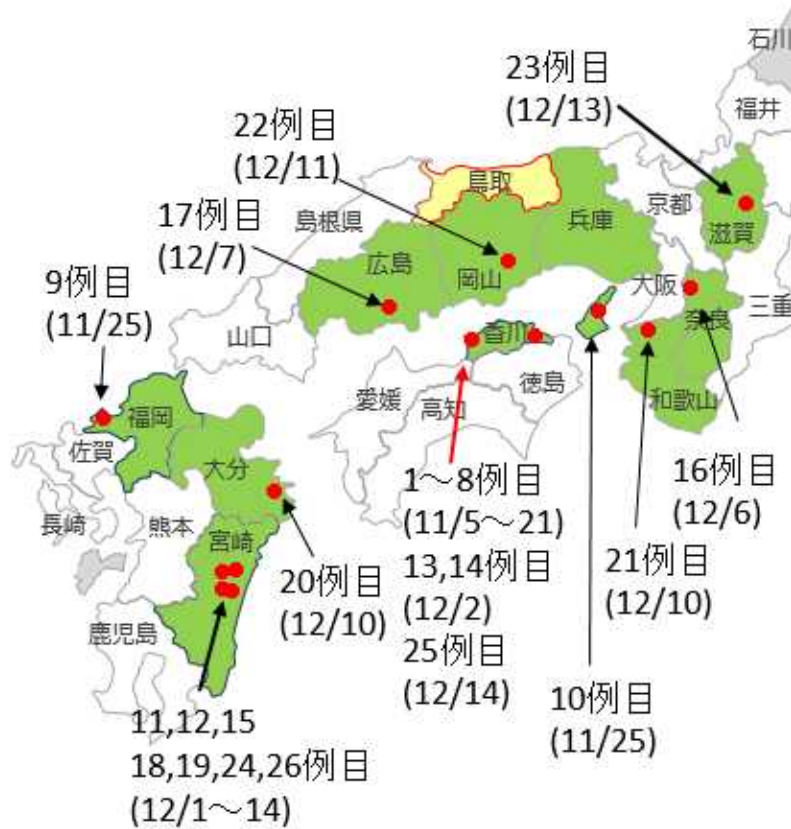 石川
23例目
(12/13)
福井
22例目
(12/11)
鳥取
京都
兵庫
滋賀
17例目
(12/7)
島根県
広島
岡山
大阪
三重
奈良
9例目
(11/25)
山口
香川
徳島
愛媛
高知
和歌山
福岡
佐賀
大分
長崎
熊本
宮崎
鹿児島
1～8例目
(11/5～21)
13,14例目
(12/2)
25例目
(12/14)
16例目
(12/6)
21例目
(12/10)
20例目
(12/10)
10例目
(11/25)
11,12,15
18,19,24,26例目
(12/1～14)